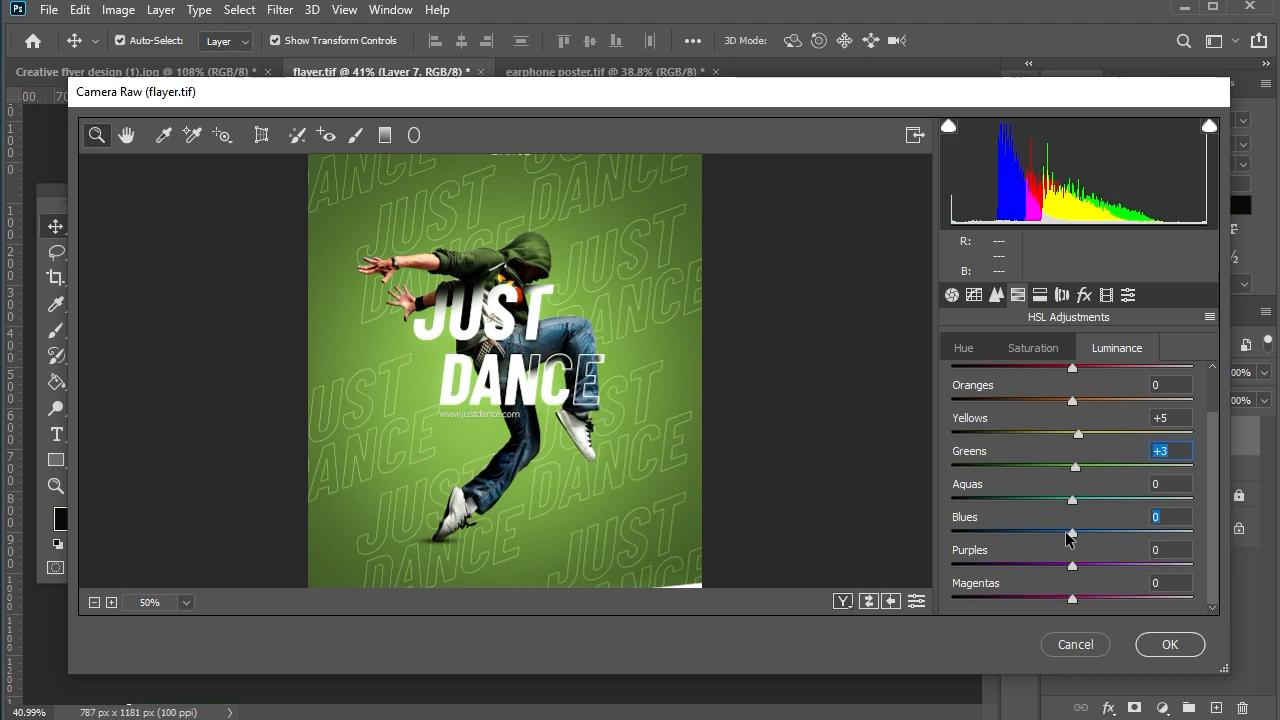 Ps File Edit Image Layer Type Select Filter 3D View Window Help
Auto-Select: Layer Show Transform Controls 3D Mode:
Creative flyer design (1).jpg @ 108% (RGB/8) * × flayer.tif @ 41% (Layer 7, RGB/8) * × earphone poster.tif @ 38.8% (RGB/8) * ×
Camera Raw (flayer.tif)
JUST
DANCE
www.justdance.com
JUST
DANCE
JUST
DANCE
JUST
DANCE
JUST
DANCE
50%
R: ---
---
B: ---
HSL Adjustments
Hue Saturation Luminance
Oranges 0
Yellows +5
Greens +3
Aquas 0
Blues 0
Purples 0
Magentas 0
Cancel OK
40.99% 787 px x 1181 px (100 ppi)